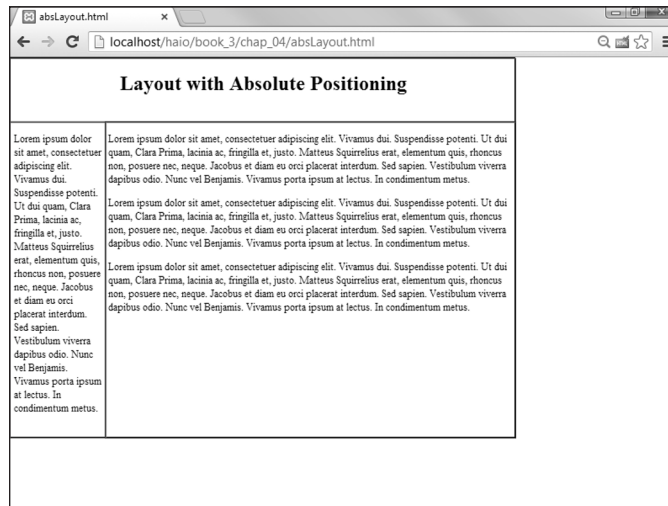 absLayout.html
localhost/haio/book_3/chap_04/absLayout.html
Layout with Absolute Positioning
Lorem ipsum dolor
sit amet, consectetuer
adipiscing elit.
Vivamus dui.
Suspendisse potenti.
Ut dui quam, Clara
Prima, lacinia ac,
fringilla et, justo.
Matteus Squirrelius
erat, elementum quis,
rhoncus non, posuere
nec, neque. Jacobus
et diam eu orci
placerat interdum.
Sed sapien.
Vestibulum viverra
dapibus odio. Nunc
vel Benjamis.
Vivamus porta ipsum
at lectus. In
condimentum metus.
Lorem ipsum dolor sit amet, consectetuer adipiscing elit. Vivamus dui. Suspendisse potenti. Ut dui
quam, Clara Prima, lacinia ac, fringilla et, justo. Matteus Squirrelius erat, elementum quis, rhoncus
non, posuere nec, neque. Jacobus et diam eu orci placerat interdum. Sed sapien. Vestibulum viverra
dapibus odio. Nunc vel Benjamis. Vivamus porta ipsum at lectus. In condimentum metus.
Lorem ipsum dolor sit amet, consectetuer adipiscing elit. Vivamus dui. Suspendisse potenti. Ut dui
quam, Clara Prima, lacinia ac, fringilla et, justo. Matteus Squirrelius erat, elementum quis, rhoncus
non, posuere nec, neque. Jacobus et diam eu orci placerat interdum. Sed sapien. Vestibulum viverra
dapibus odio. Nunc vel Benjamis. Vivamus porta ipsum at lectus. In condimentum metus.
Lorem ipsum dolor sit amet, consectetuer adipiscing elit. Vivamus dui. Suspendisse potenti. Ut dui
quam, Clara Prima, lacinia ac, fringilla et, justo. Matteus Squirrelius erat, elementum quis, rhoncus
non, posuere nec, neque. Jacobus et diam eu orci placerat interdum. Sed sapien. Vestibulum viverra
dapibus odio. Nunc vel Benjamis. Vivamus porta ipsum at lectus. In condimentum metus.